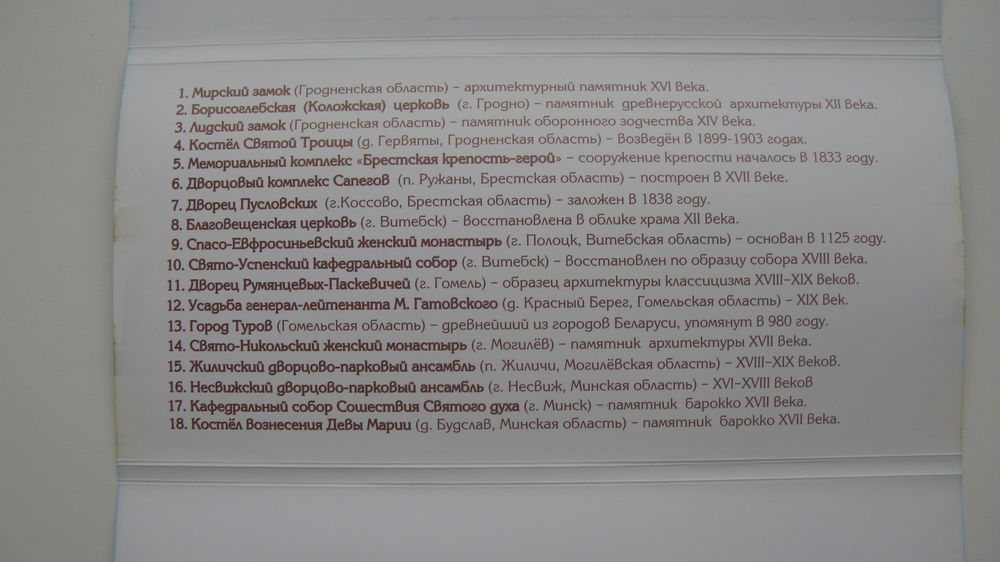 1. Мирский замок (Гродненская область) – архитектурный памятник XVI века.
2. Борисоглебская (Коложская) церковь (г. Гродно) – памятник древнерусской архитектуры XII века.
3. Лидский замок (Гродненская область) – памятник оборонного зодчества XIV века.
4. Костёл Святой Троицы (д. Гервяты, Гродненская область) – возведён в 1899-1903 годах.
5. Мемориальный комплекс «Брестская крепость-герой» – сооружение крепости началось в 1833 году.
6. Дворцовый комплекс Сапегов (п. Ружаны, Брестская область) – построен в XVII веке.
7. Дворец Пусловских (г.Коссово, Брестская область) – заложен в 1838 году.
8. Благовещенская церковь (г. Витебск) – восстановлена в облике храма XII века.
9. Спасо-Евфросиньевский женский монастырь (г. Полоцк, Витебская область) – основан в 1125 году.
10. Свято-Успенский кафедральный собор (г. Витебск) – восстановлен по образцу собора XVIII века.
11. Дворец Румянцевых-Паскевичей (г. Гомель) – образец архитектуры классицизма XVIII–XIX веков.
12. Усадьба генерал-лейтенанта М. Гатовского (д. Красный Берег, Гомельская область) – XIX век.
13. Город Туров (Гомельская область) – древнейший из городов Беларуси, упомянут в 980 году.
14. Свято-Никольский женский монастырь (г. Могилёв) – памятник архитектуры XVII века.
15. Жиличский дворцово-парковый ансамбль (п. Жиличи, Могилёвская область) – XVIII–XIX веков.
16. Несвижский дворцово-парковый ансамбль (г. Несвиж, Минская область) – XVI–XVIII веков
17. Кафедральный собор Сошествия Святого духа (г. Минск) – памятник барокко XVII века.
18. Костёл Вознесения Девы Марии (д. Будслав, Минская область) – памятник барокко XVII века.